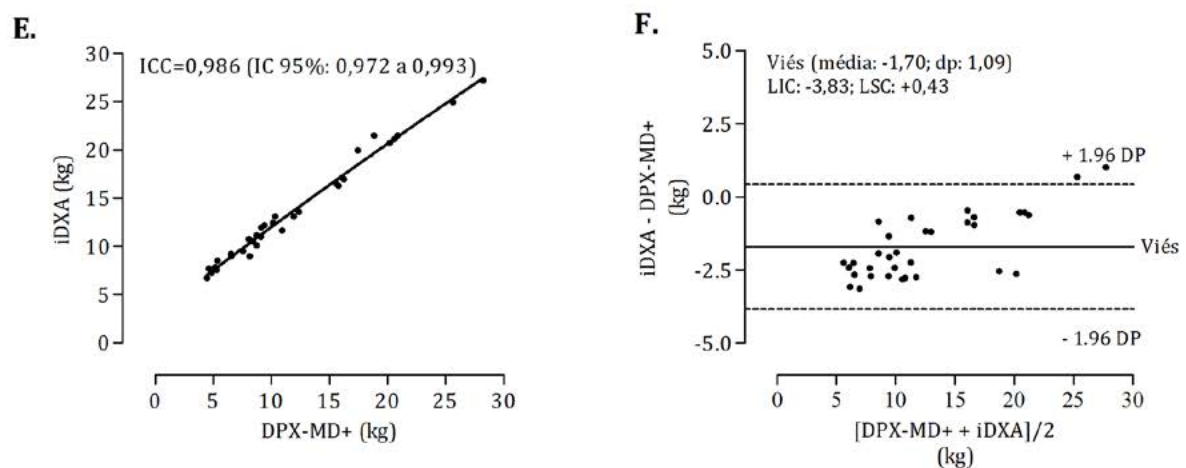 E.
ICC=0,986 (IC 95%: 0,972 a 0,993)
iDXA (kg)
30
25
20
15
10
5
0
0 5 10 15 20 25 30
DPX-MD+ (kg)
F.
Viés (média: -1,70; dp: 1,09)
LIC: -3,83; LSC: +0,43
iDXA - DPX-MD+
(kg)
5.0
2.5
0.0
-2.5
-5.0
+ 1.96 DP
Viés
- 1.96 DP
0 5 10 15 20 25 30
[DPX-MD+ + iDXA]/2
(kg)